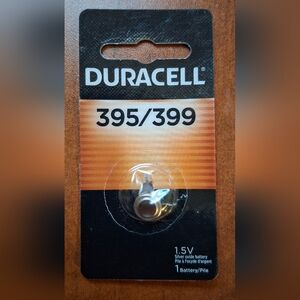 DURACELL®
395/399
1.5V
Silver oxide battery
Pile à l'oxyde d'argent
1 Battery/Pile